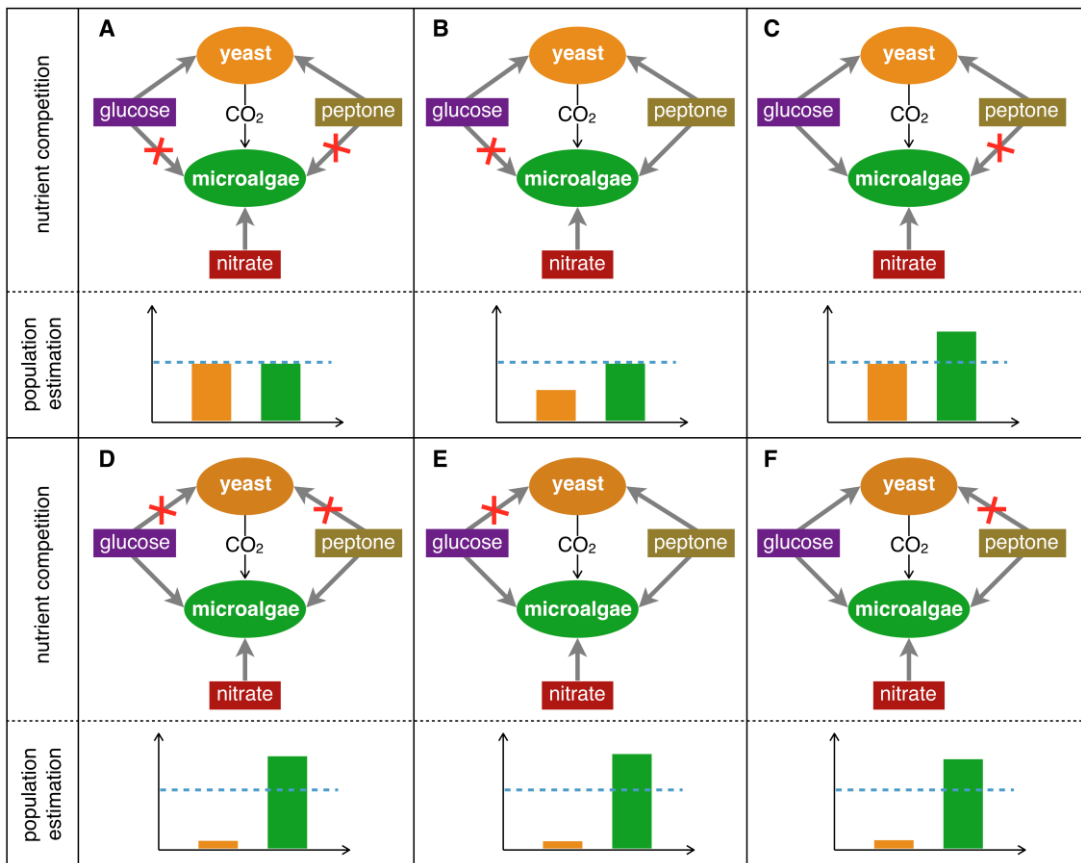 nutrient competition
A
yeast
glucose
CO₂
peptone
microalgae
nitrate
B
yeast
glucose
CO₂
peptone
microalgae
nitrate
C
yeast
glucose
CO₂
peptone
microalgae
nitrate
population
estimation
nutrient competition
D
yeast
glucose
CO₂
peptone
microalgae
nitrate
E
yeast
glucose
CO₂
peptone
microalgae
nitrate
F
yeast
glucose
CO₂
peptone
microalgae
nitrate
population
estimation